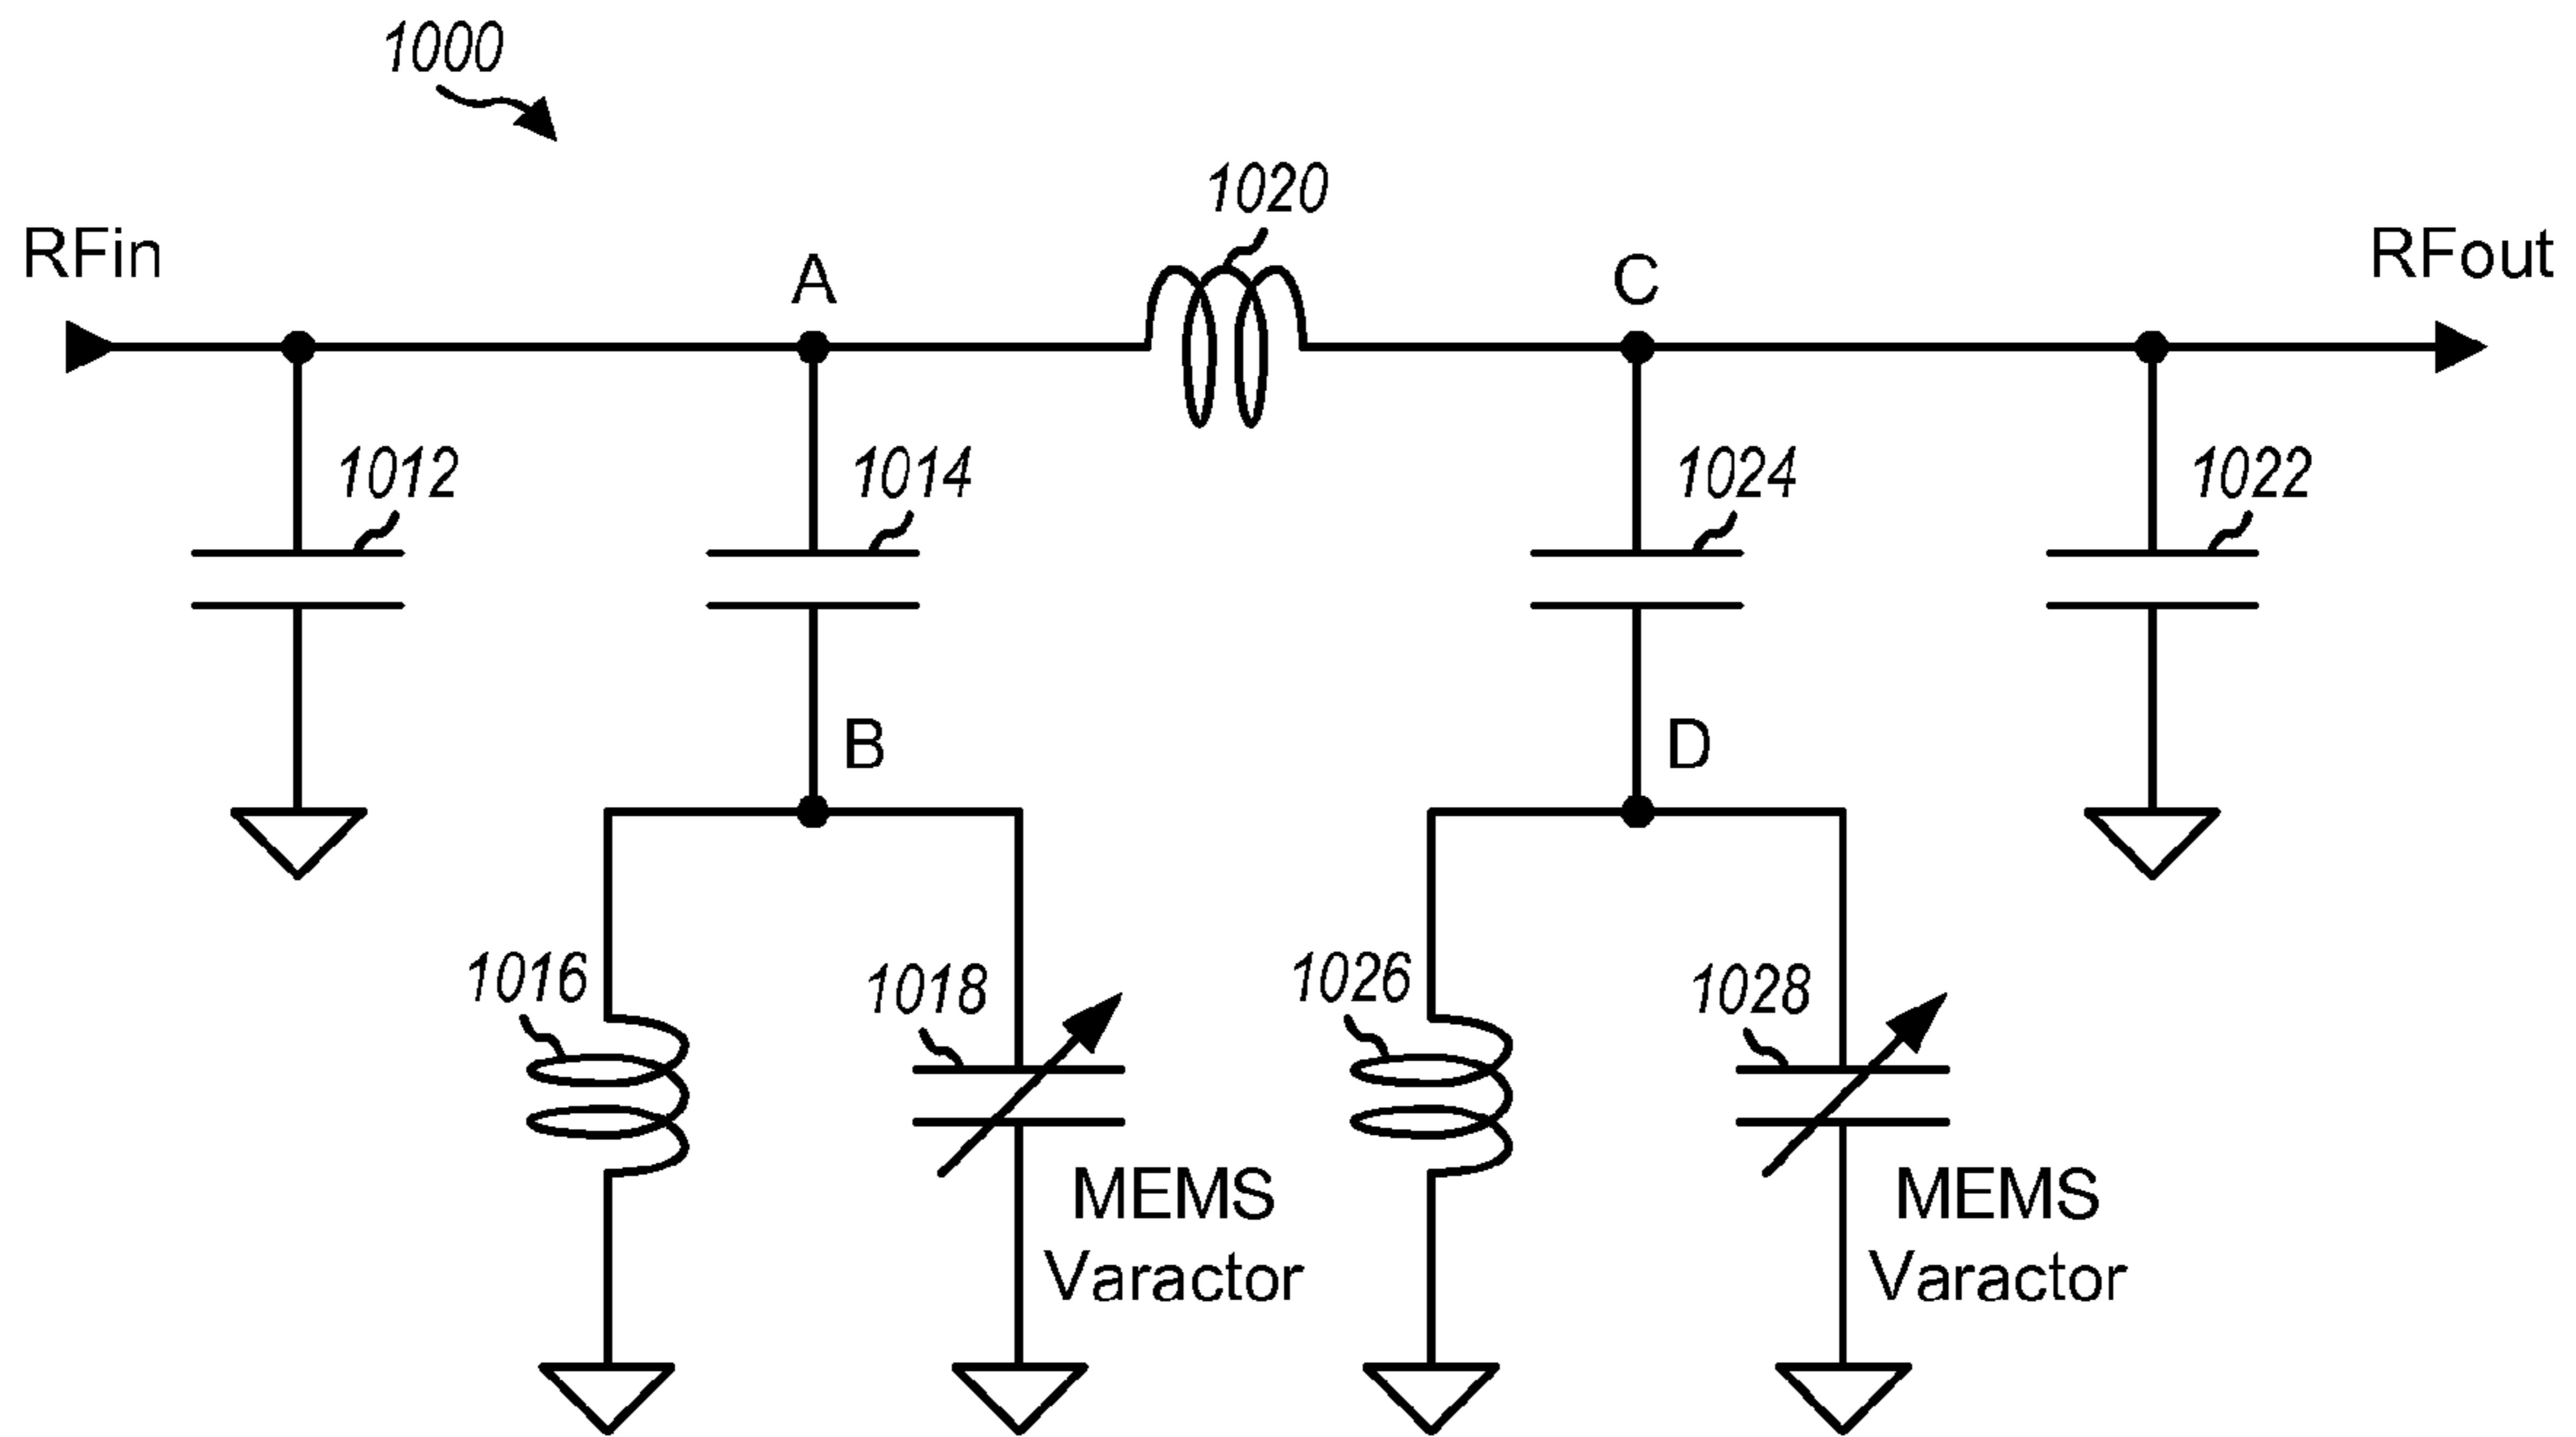 1000
1020
RFin
A
C
RFout
1012
1014
1024
1022
B
D
1016
1018
1026
1028
MEMS
Varactor
MEMS
Varactor